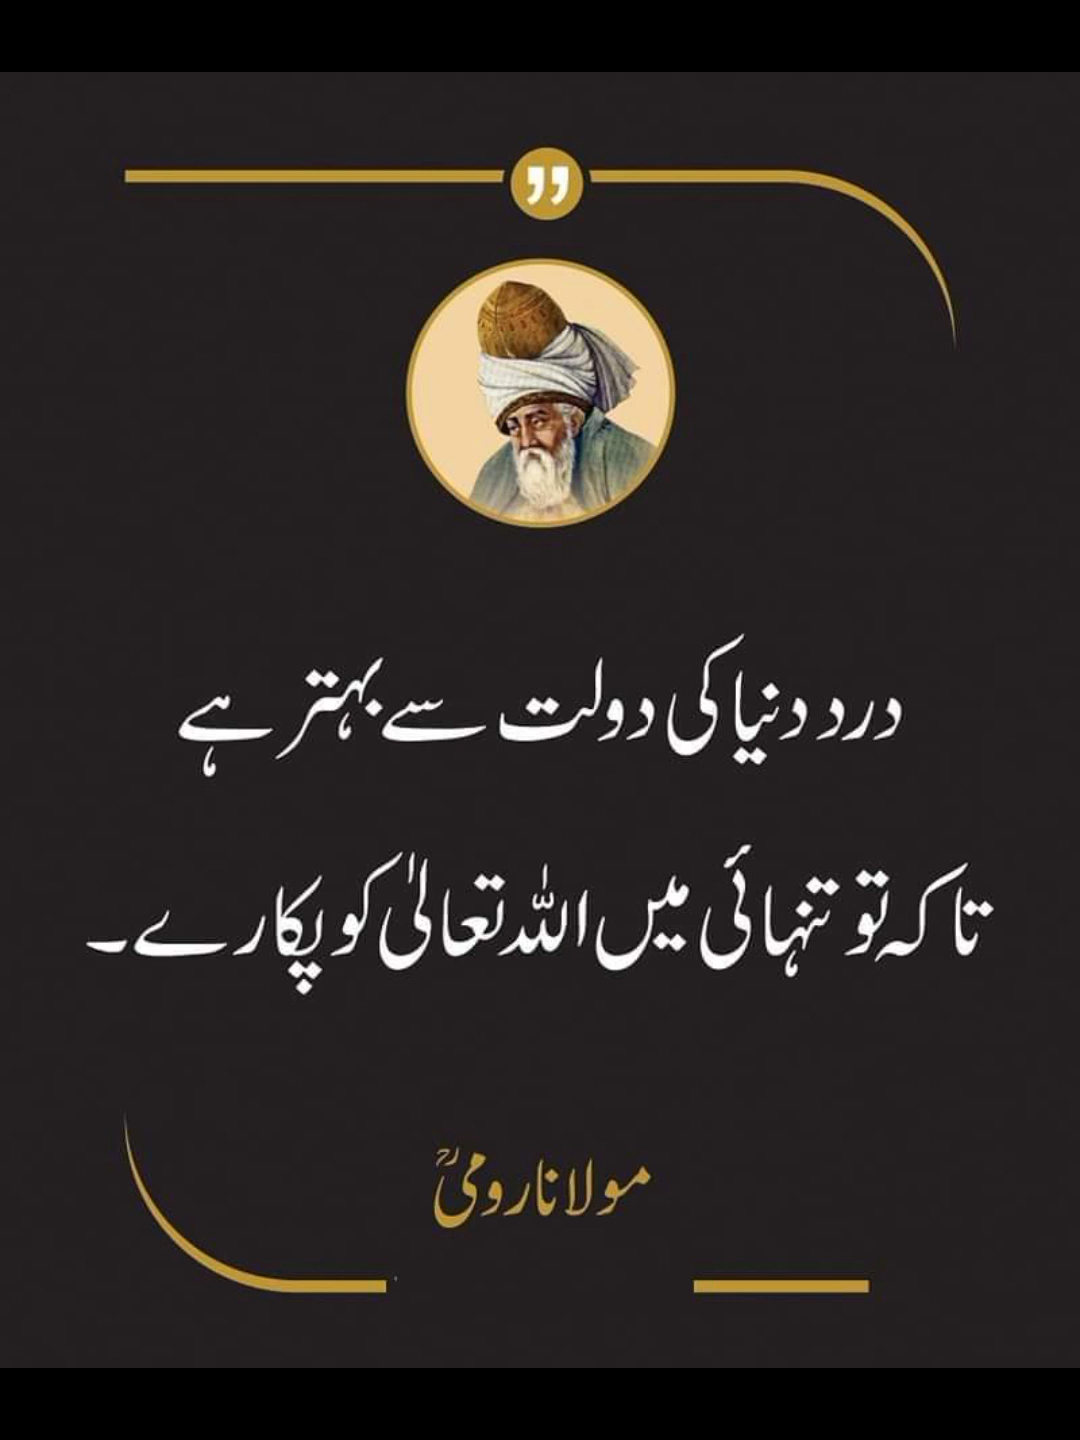 درد دنیا کی دولت سے بہتر ہے
تاکہ تو تنہائی میں اللہ تعالیٰ کو پکارے۔
مولانا رومیؒ